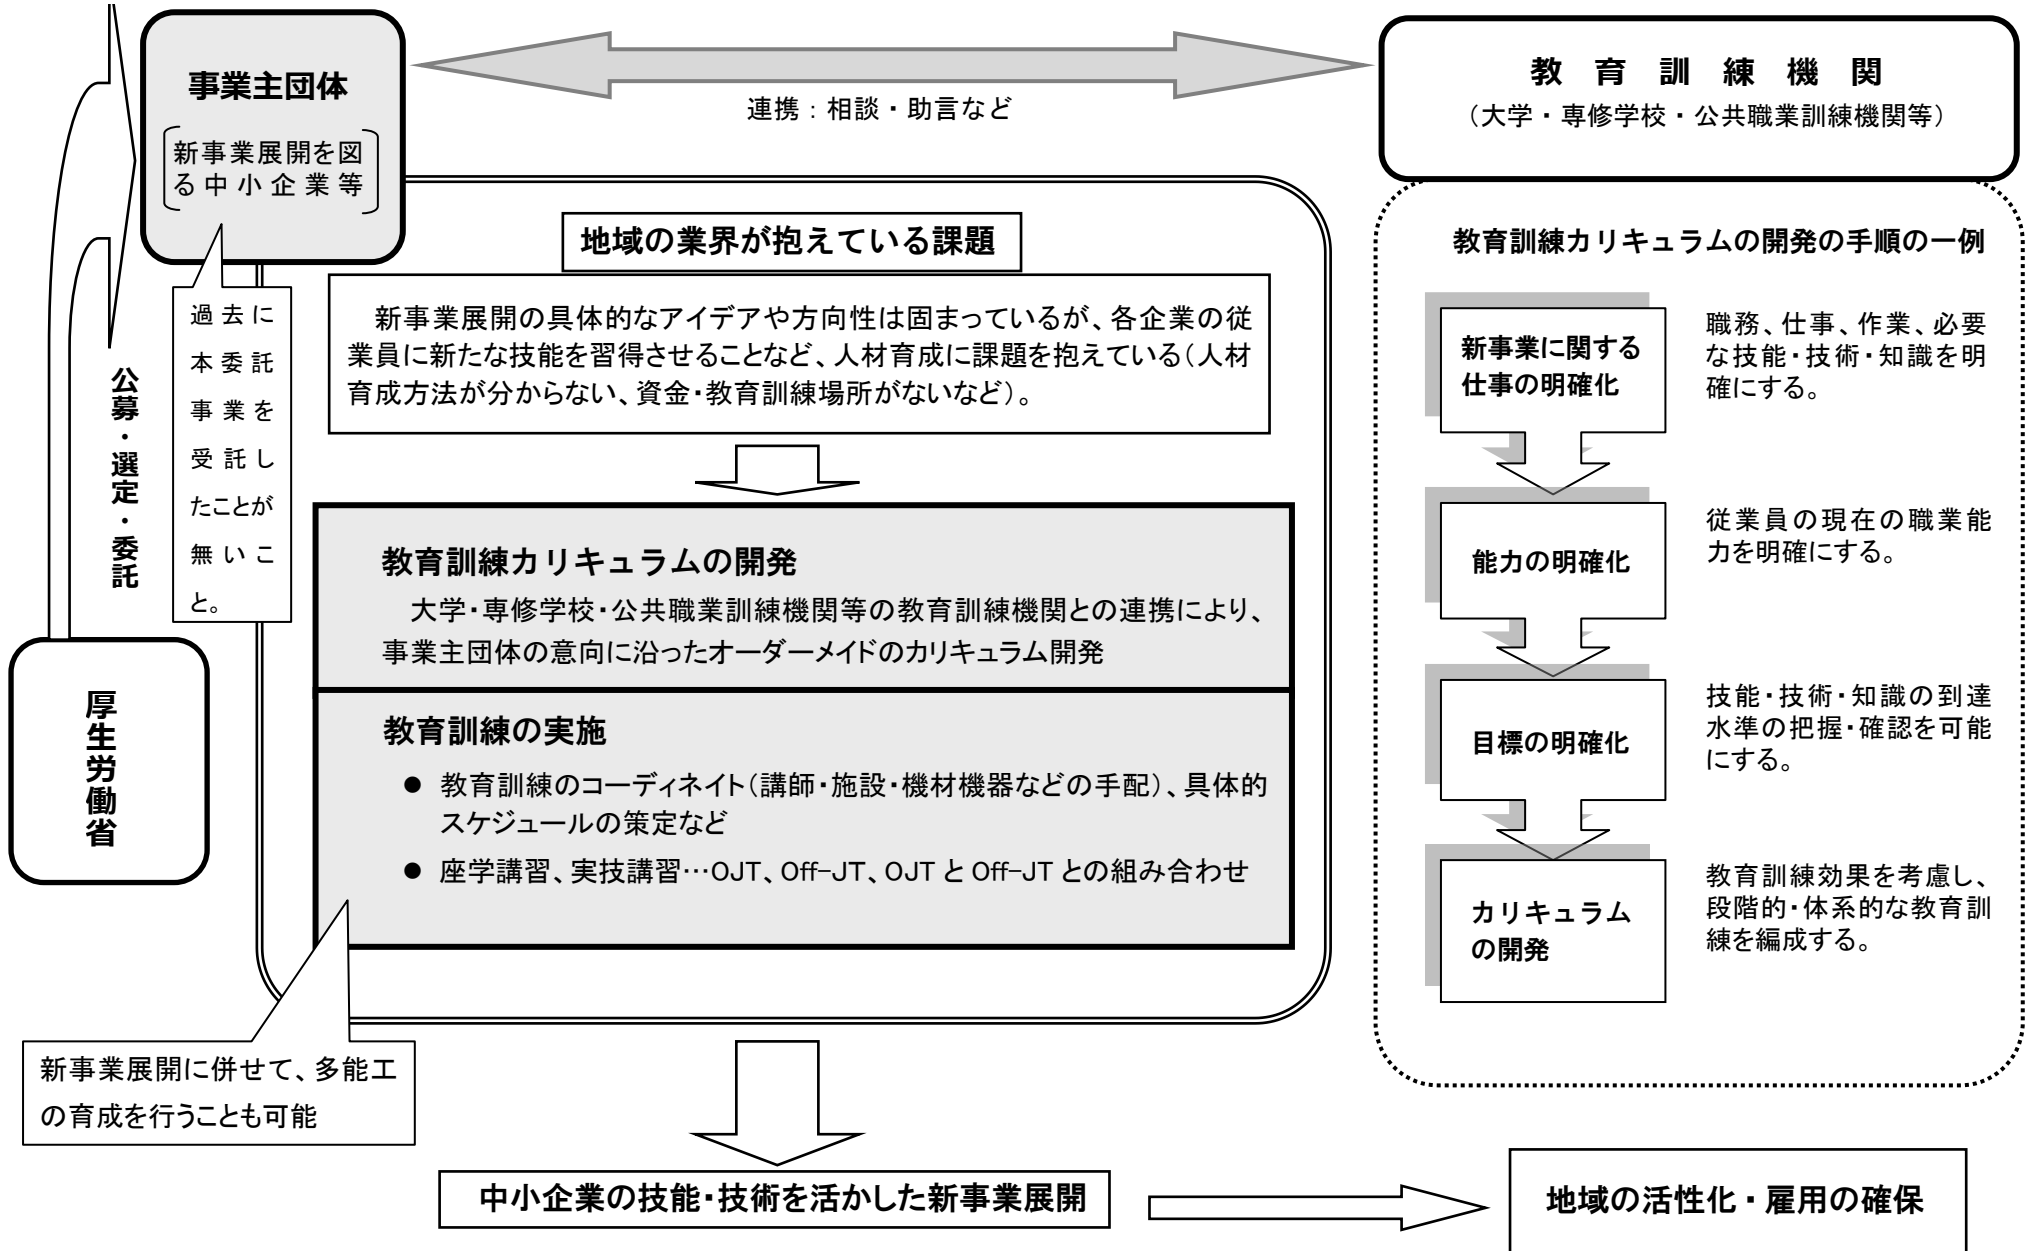 事業主団体
新事業展開を図
る中小企業等
連携：相談・助言など
教育訓練機関
（大学・専修学校・公共職業訓練機関等）
過去に
本委託
事業を
受託し
たことが
無いこ
と。
公募・選定・委託
厚生労働省
地域の業界が抱えている課題
新事業展開の具体的なアイデアや方向性は固まっているが、各企業の従
業員に新たな技能を習得させることなど、人材育成に課題を抱えている（人材
育成方法が分からない、資金・教育訓練場所がないなど）。
教育訓練カリキュラムの開発
大学・専修学校・公共職業訓練機関等の教育訓練機関との連携により、
事業主団体の意向に沿ったオーダーメイドのカリキュラム開発
教育訓練の実施
● 教育訓練のコーディネイト（講師・施設・機材機器などの手配）、具体的
スケジュールの策定など
● 座学講習、実技講習…OJT、Off-JT、OJT と Off-JT との組み合わせ
新事業展開に併せて、多能工
の育成を行うことも可能
教育訓練カリキュラムの開発の手順の一例
新事業に関する
仕事の明確化
職務、仕事、作業、必要
な技能・技術・知識を明
確にする。
能力の明確化
従業員の現在の職業能
力を明確にする。
目標の明確化
技能・技術・知識の到達
水準の把握・確認を可能
にする。
カリキュラム
の開発
教育訓練効果を考慮し、
段階的・体系的な教育訓
練を編成する。
中小企業の技能・技術を活かした新事業展開
地域の活性化・雇用の確保